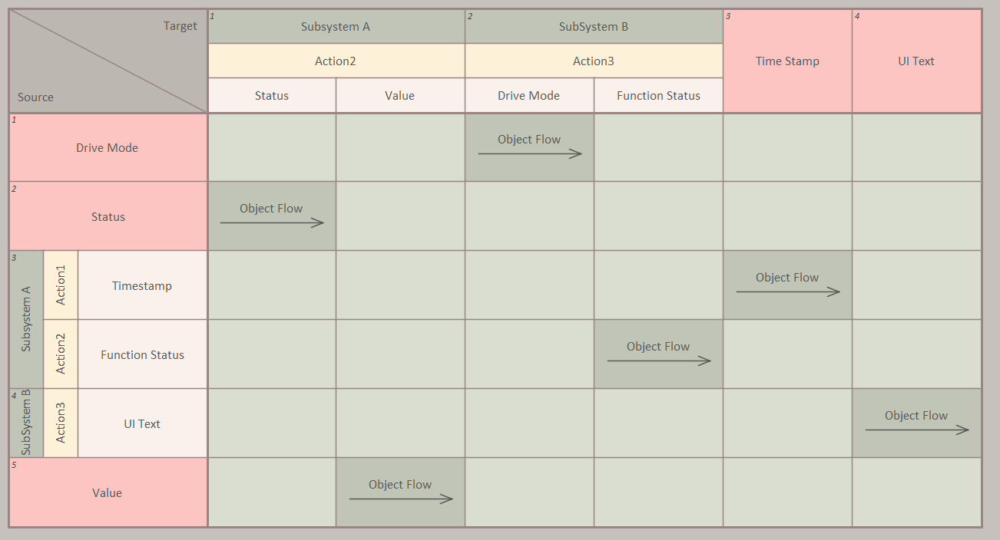 Target
Source
1
Subsystem A
2
SubSystem B
3
Time Stamp
4
UI Text
Action2
Action3
Status
Value
Drive Mode
Function Status
1
Drive Mode
Object Flow
2
Status
Object Flow
3
Subsystem A
Action1
Timestamp
Object Flow
Action2
Function Status
Object Flow
4
SubSystem B
Action3
UI Text
Object Flow
5
Value
Object Flow